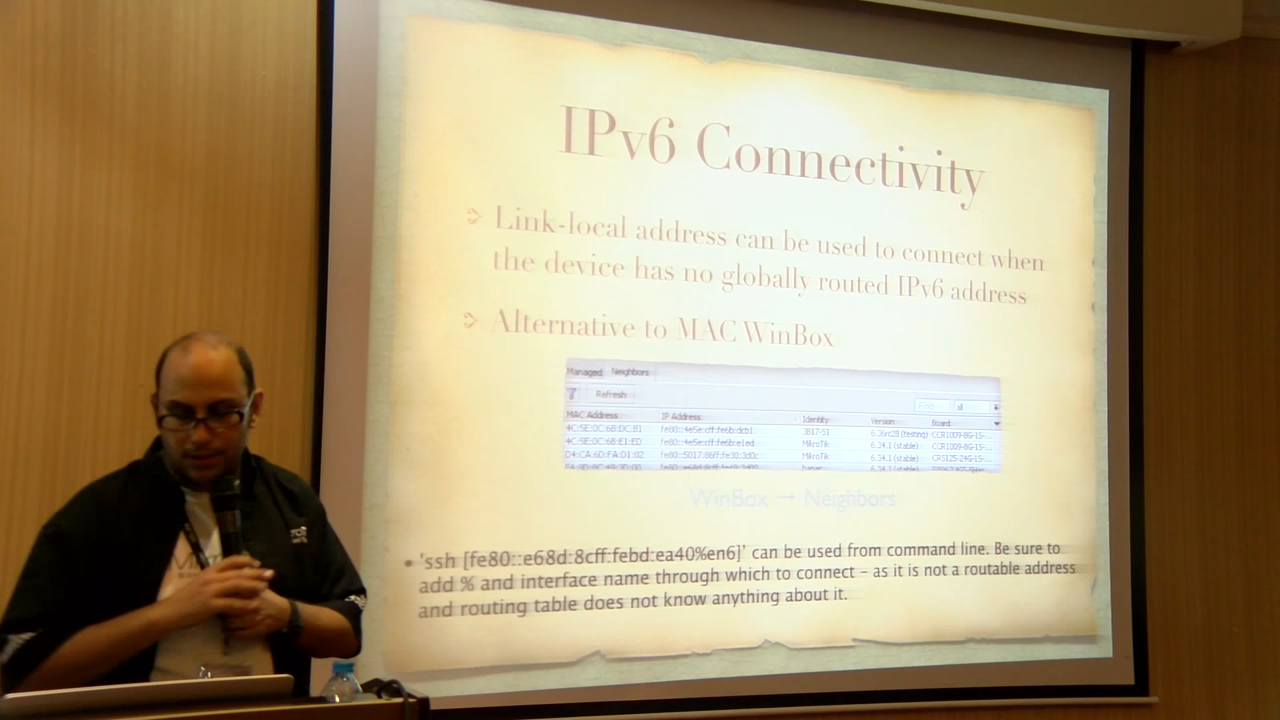 IPv6 Connectivity
Link-local address can be used to connect when
the device has no globally routed IPv6 address
Alternative to MAC WinBox
Managed Neighbors
Refresh
Find all
MAC Address IP Address Identity Version Board
4C:5E:0C:6B:DC:B1 fe80::4e5e:cff:fe6b:dcb1 6.36rc28 (testing) CCR1009-8G-1S-...
4C:5E:0C:6B:E1:ED fe80::4e5e:cff:fe6b:e1ed MikroTik 6.34.1 (stable) CCR1009-8G-1S-...
D4:CA:6D:FA:D1:02 fe80::5017:86ff:fe30:3d0c MikroTik 6.34.1 (stable) CRS125-24G-1S-...
WinBox → Neighbors
• 'ssh [fe80::e68d:8cff:febd:ea40%en6]' can be used from command line. Be sure to
add % and interface name through which to connect – as it is not a routable address
and routing table does not know anything about it.